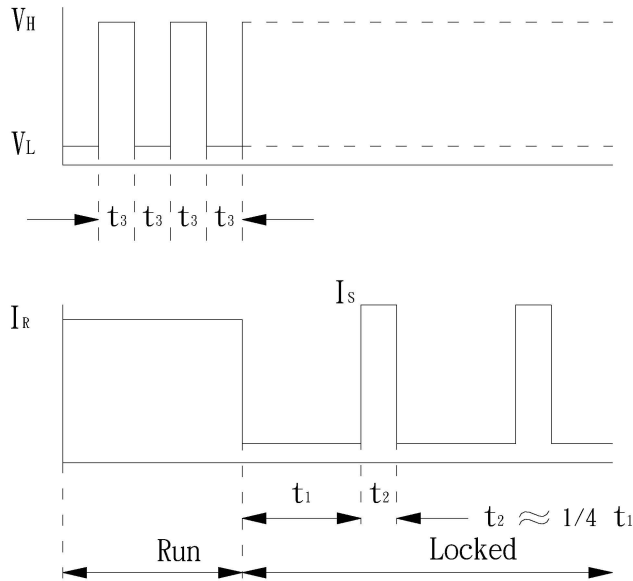 VH
VL
t3 t3 t3 t3
IS
IR
t1 t2
t2 ≈ 1/4 t1
Run Locked